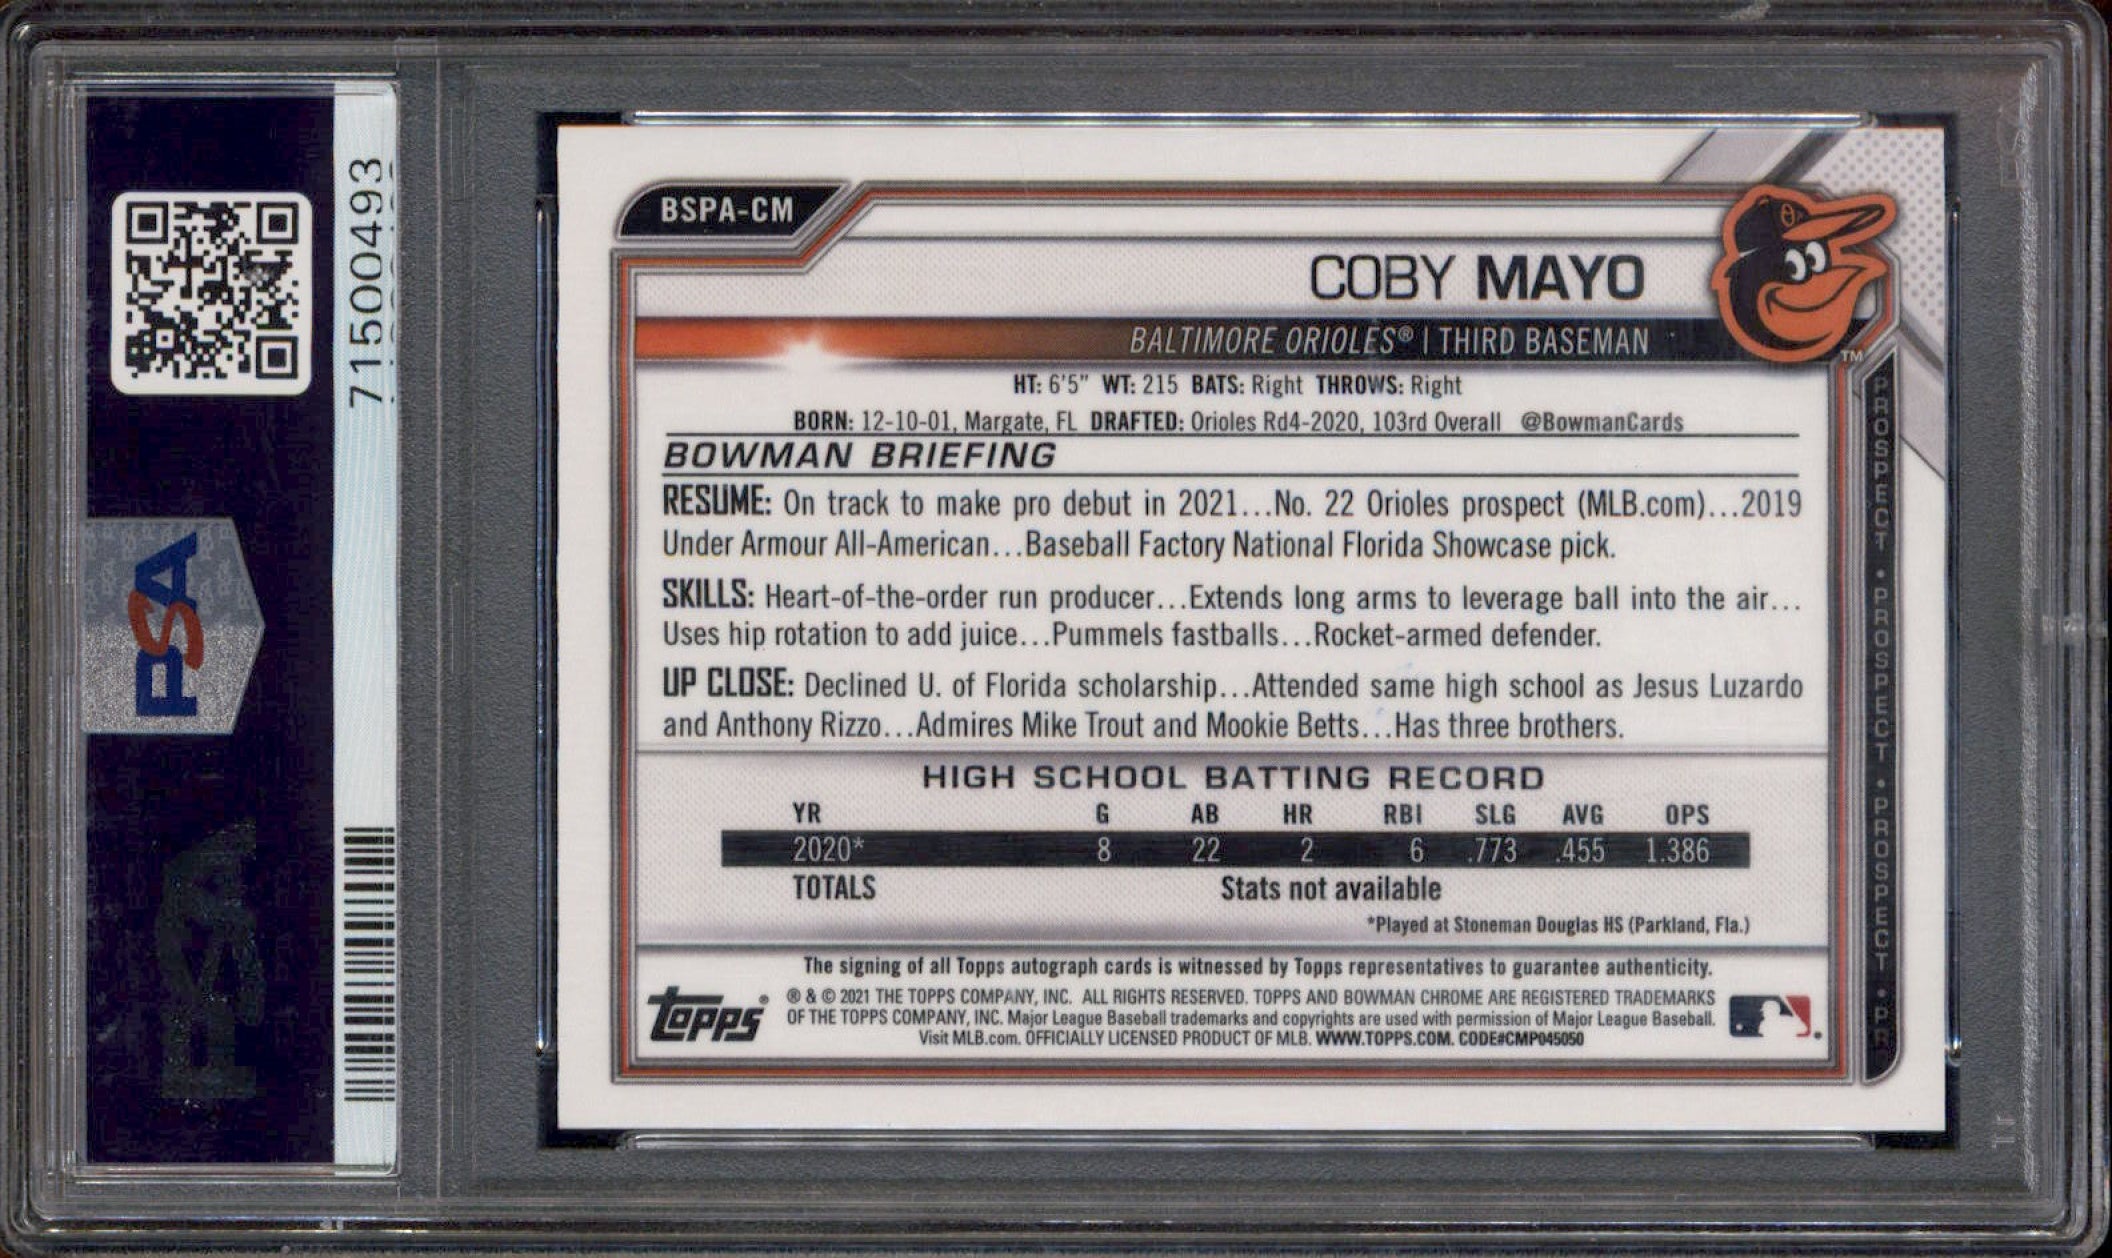 71500493
PSA
BSPA-CM
COBY MAYO
BALTIMORE ORIOLES® | THIRD BASEMAN
™
HT: 6'5" WT: 215 BATS: Right THROWS: Right
BORN: 12-10-01, Margate, FL DRAFTED: Orioles Rd4-2020, 103rd Overall @BowmanCards
BOWMAN BRIEFING
RESUME: On track to make pro debut in 2021...No. 22 Orioles prospect (MLB.com)...2019
Under Armour All-American...Baseball Factory National Florida Showcase pick.
SKILLS: Heart-of-the-order run producer...Extends long arms to leverage ball into the air...
Uses hip rotation to add juice...Pummels fastballs...Rocket-armed defender.
UP CLOSE: Declined U. of Florida scholarship...Attended same high school as Jesus Luzardo
and Anthony Rizzo...Admires Mike Trout and Mookie Betts...Has three brothers.
HIGH SCHOOL BATTING RECORD
YR G AB HR RBI SLG AVG OPS
2020* 8 22 2 6 .773 .455 1.386
TOTALS Stats not available
*Played at Stoneman Douglas HS (Parkland, Fla.)
The signing of all Topps autograph cards is witnessed by Topps representatives to guarantee authenticity.
topps®
® & © 2021 THE TOPPS COMPANY, INC. ALL RIGHTS RESERVED. TOPPS AND BOWMAN CHROME ARE REGISTERED TRADEMARKS
OF THE TOPPS COMPANY, INC. Major League Baseball trademarks and copyrights are used with permission of Major League Baseball.
Visit MLB.com. OFFICIALLY LICENSED PRODUCT OF MLB. WWW.TOPPS.COM. CODE#CMP045050
PROSPECT • PROSPECT • PROSPECT • PR